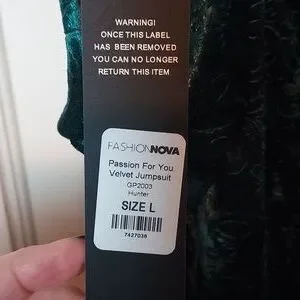 WARNING!
ONCE THIS LABEL
HAS BEEN REMOVED
YOU CAN NO LONGER
RETURN THIS ITEM
FASHIONNOVA
Passion For You
Velvet Jumpsuit
GP2003
Hunter
SIZE L
7427036